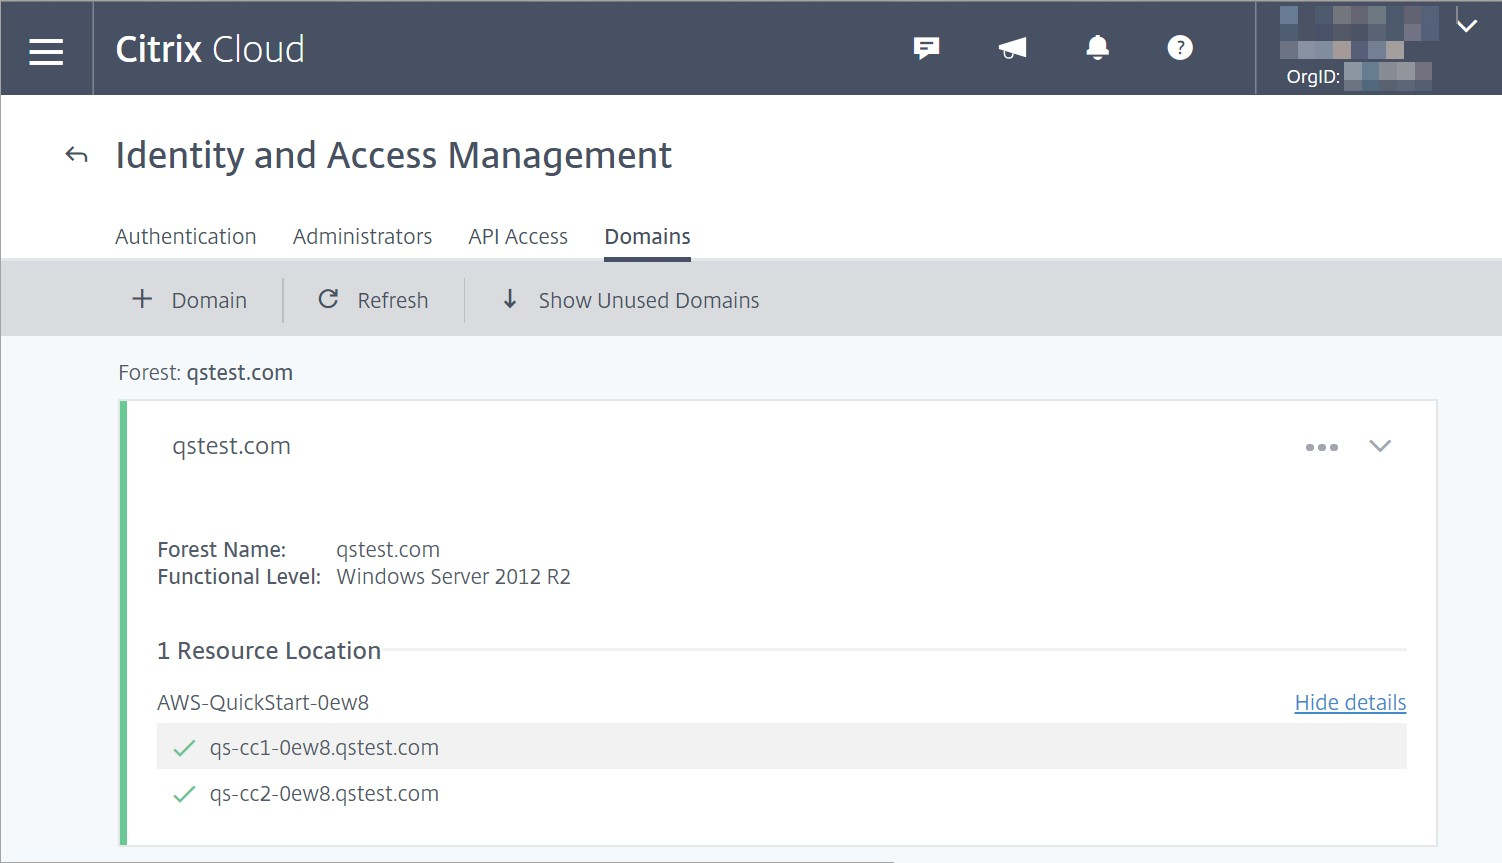 Citrix Cloud
OrgID:
Identity and Access Management
Authentication Administrators API Access Domains
Domain Refresh Show Unused Domains
Forest: qstest.com
qstest.com
Forest Name: qstest.com
Functional Level: Windows Server 2012 R2
1 Resource Location
AWS-QuickStart-0ew8 Hide details
qs-cc1-0ew8.qstest.com
qs-cc2-0ew8.qstest.com